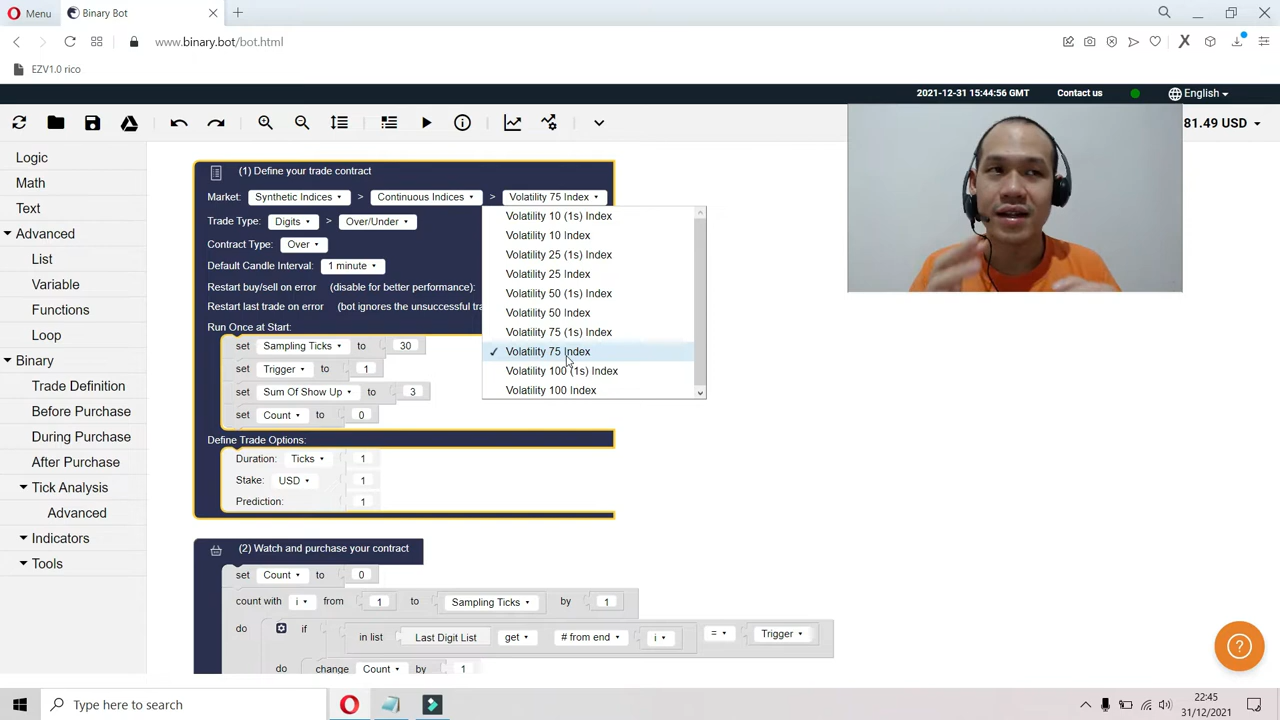 Menu
Binary Bot
www.binary.bot/bot.html
EZV1.0 rico
2021-12-31 15:44:56 GMT
Contact us
English
81.49 USD
Logic
Math
Text
Advanced
List
Variable
Functions
Loop
Binary
Trade Definition
Before Purchase
During Purchase
After Purchase
Tick Analysis
Advanced
Indicators
Tools
(1) Define your trade contract
Market: Synthetic Indices > Continuous Indices > Volatility 75 Index
Trade Type: Digits > Over/Under
Contract Type: Over
Default Candle Interval: 1 minute
Restart buy/sell on error (disable for better performance):
Restart last trade on error (bot ignores the unsuccessful tra
Run Once at Start:
set Sampling Ticks to 30
set Trigger to 1
set Sum Of Show Up to 3
set Count to 0
Define Trade Options:
Duration: Ticks 1
Stake: USD 1
Prediction: 1
Volatility 10 (1s) Index
Volatility 10 Index
Volatility 25 (1s) Index
Volatility 25 Index
Volatility 50 (1s) Index
Volatility 50 Index
Volatility 75 (1s) Index
Volatility 75 Index
Volatility 100 (1s) Index
Volatility 100 Index
(2) Watch and purchase your contract
set Count to 0
count with i from 1 to Sampling Ticks by 1
do if in list Last Digit List get # from end i = Trigger
do change Count by 1
Type here to search
22:45
31/12/2021